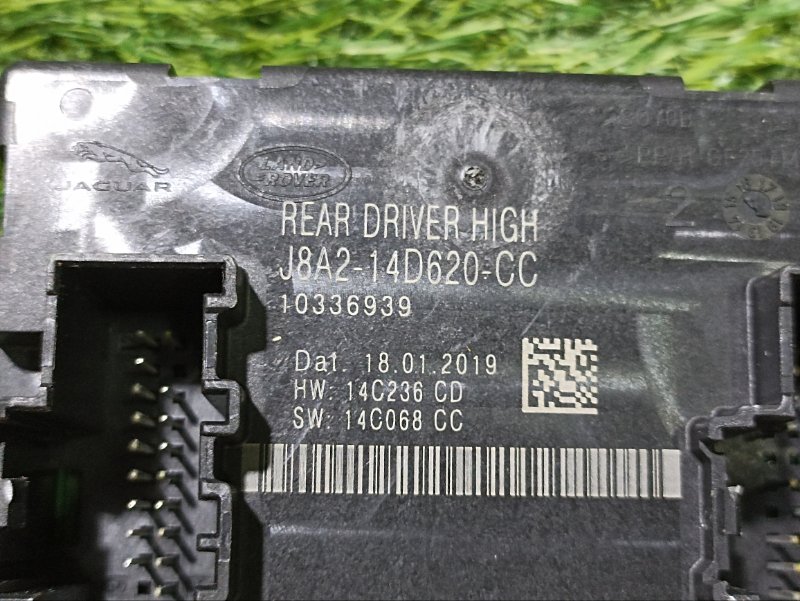 JAGUAR
LAND-
ROVER
REAR DRIVER HIGH
J8A2-14D620-CC
10336939
Dat. 18.01.2019
HW: 14C236 CD
SW: 14C068 CC
2